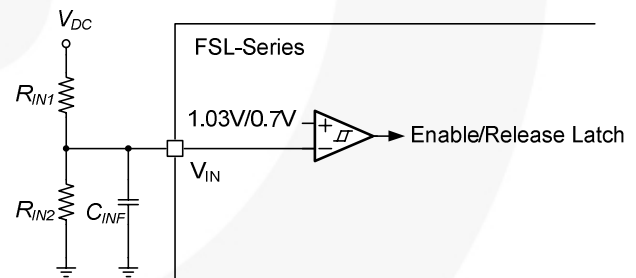 V_DC
FSL-Series
R_IN1
1.03V/0.7V
+
Enable/Release Latch
−
V_IN
R_IN2
C_INF